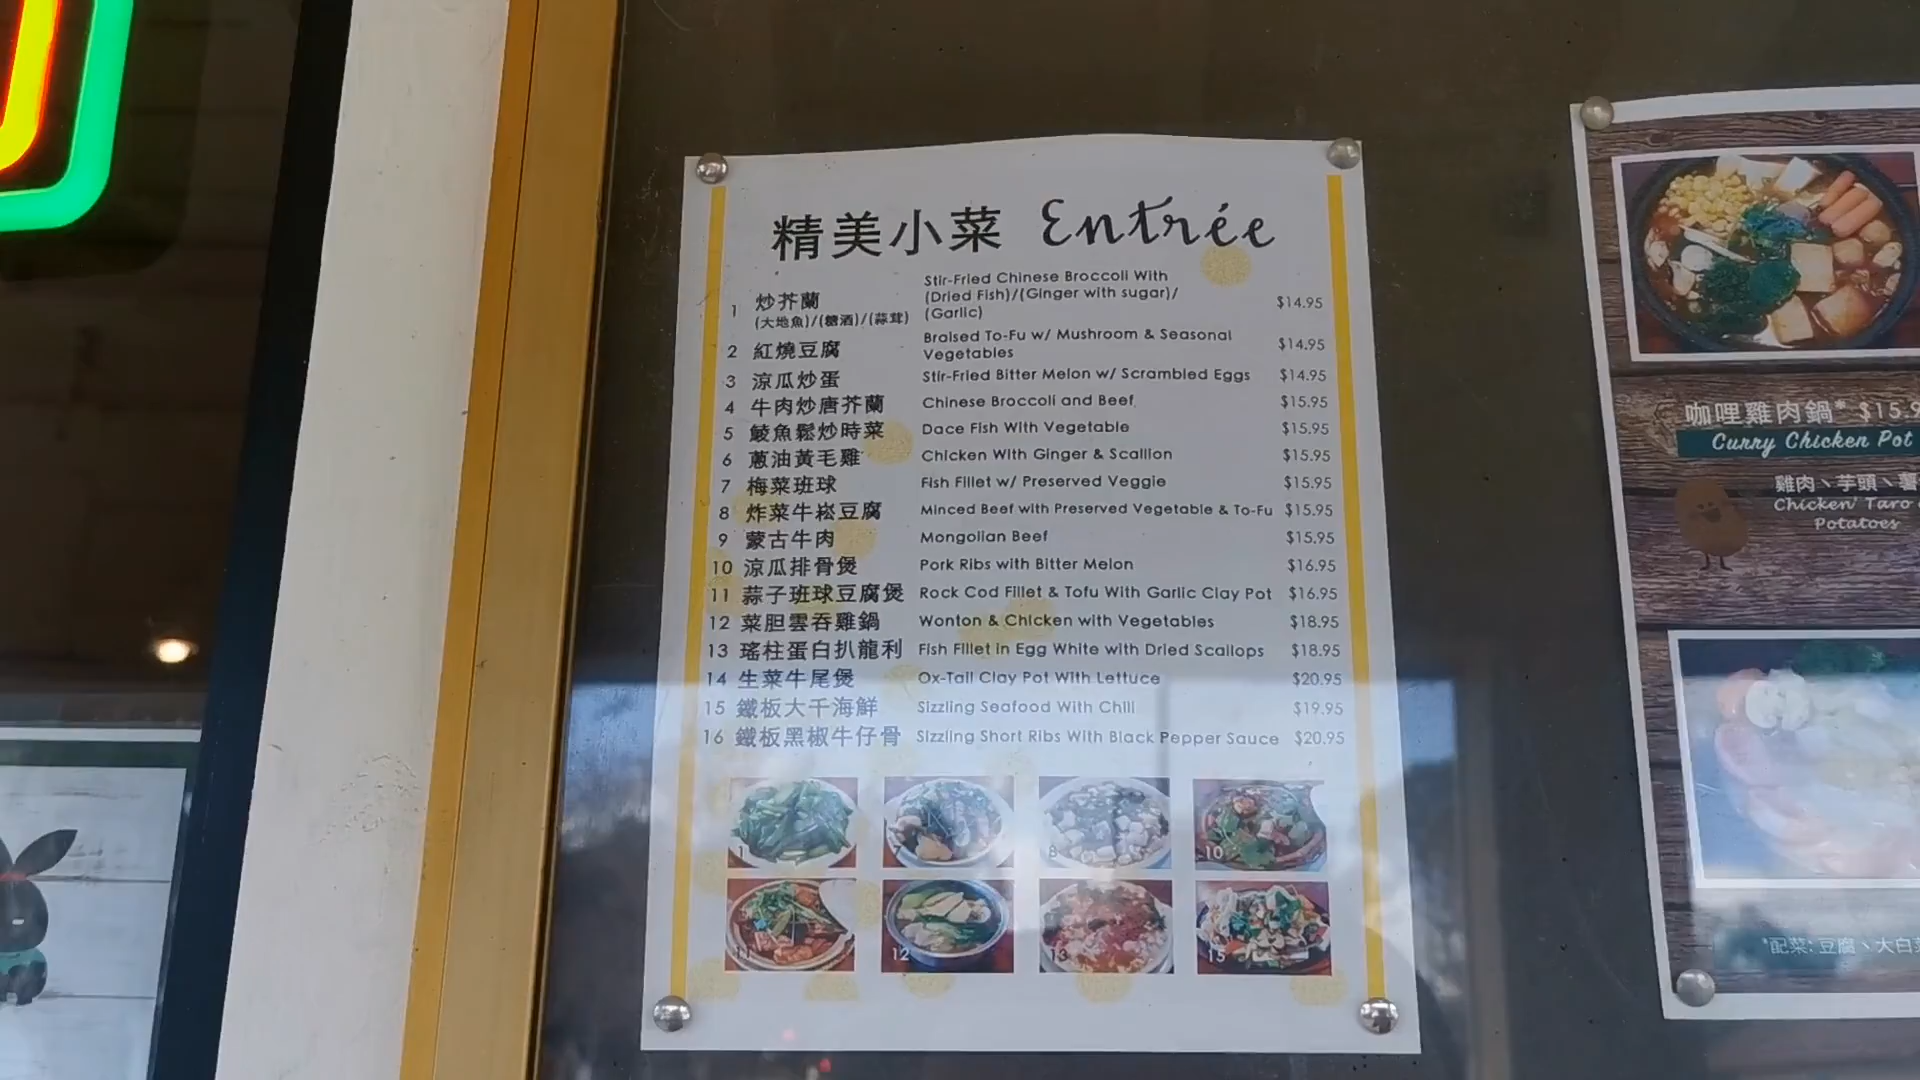 精美小菜 Entrée
1 炒芥蘭 Stir-Fried Chinese Broccoli With $14.95
(大地魚)/(糖酒)/(蒜茸) (Dried Fish)/(Ginger with sugar)/
(Garlic)
2 紅燒豆腐 Braised To-Fu w/ Mushroom & Seasonal $14.95
Vegetables
3 涼瓜炒蛋 Stir-Fried Bitter Melon w/ Scrambled Eggs $14.95
4 牛肉炒唐芥蘭 Chinese Broccoli and Beef $15.95
5 鯪魚鬆炒時菜 Dace Fish With Vegetable $15.95
6 蔥油黃毛雞 Chicken With Ginger & Scallion $15.95
7 梅菜班球 Fish Fillet w/ Preserved Veggie $15.95
8 炸菜牛崧豆腐 Minced Beef with Preserved Vegetable & To-Fu $15.95
9 蒙古牛肉 Mongolian Beef $15.95
10 涼瓜排骨煲 Pork Ribs with Bitter Melon $16.95
11 蒜子班球豆腐煲 Rock Cod Fillet & Tofu With Garlic Clay Pot $16.95
12 菜胆雲吞雞鍋 Wonton & Chicken with Vegetables $18.95
13 瑤柱蛋白扒龍利 Fish Fillet in Egg White with Dried Scallops $18.95
14 生菜牛尾煲 Ox-Tail Clay Pot With Lettuce $20.95
15 鐵板大千海鮮 Sizzling Seafood With Chili $19.95
16 鐵板黑椒牛仔骨 Sizzling Short Ribs With Black Pepper Sauce $20.95
1 7 8 10
11 12 13 15
咖哩雞肉鍋* $15.9
Curry Chicken Pot
雞肉、芋頭、薯
Chicken' Taro
Potatoes
*配菜:豆腐、大白菜